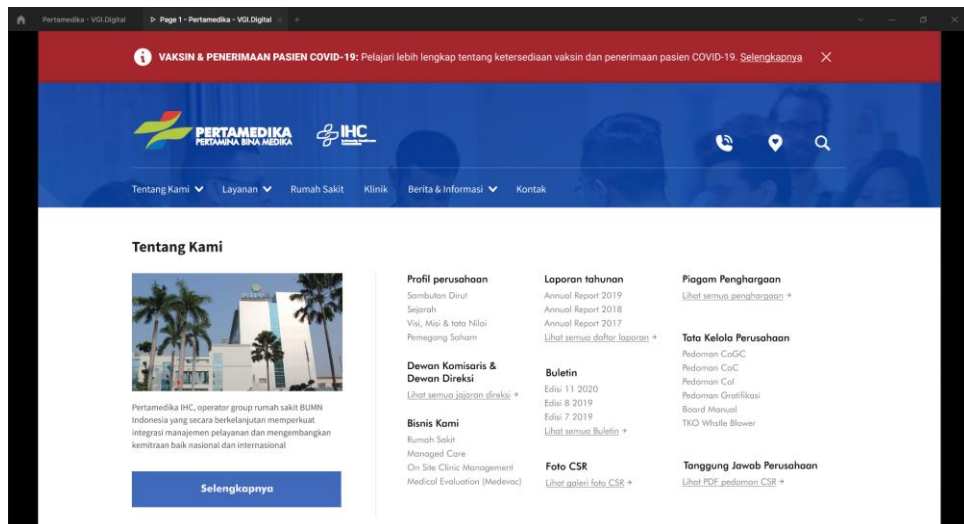 Pertamedika - VGI.Digital
Page 1 - Pertamedika - VGI.Digital
VAKSIN & PENERIMAAN PASIEN COVID-19: Pelajari lebih lengkap tentang ketersediaan vaksin dan penerimaan pasien COVID-19. Selengkapnya
PERTAMEDIKA
PERTAMINA BINA MEDIKA
IHC
Tentang Kami
Layanan
Rumah Sakit
Klinik
Berita & Informasi
Kontak
Tentang Kami
Pertamedika IHC, operator group rumah sakit BUMN
Indonesia yang secara berkelanjutan memperkuat
integrasi manajemen pelayanan dan mengembangkan
kemitraan baik nasional dan internasional
Selengkapnya
Profil perusahaan
Sambutan Dirut
Sejarah
Visi, Misi & tata Nilai
Pemegang Saham
Dewan Komisaris &
Dewan Direksi
Lihat semua jajaran direksi →
Bisnis Kami
Rumah Sakit
Managed Care
On Site Clinic Management
Medical Evaluation (Medevac)
Laporan tahunan
Annual Report 2019
Annual Report 2018
Annual Report 2017
Lihat semua daftar laporan →
Buletin
Edisi 11 2020
Edisi 8 2019
Edisi 7 2019
Lihat semua Buletin →
Foto CSR
Lihat galeri foto CSR →
Piagam Penghargaan
Lihat semua penghargaan →
Tata Kelola Perusahaan
Pedoman CoGC
Pedoman CoC
Pedoman CoI
Pedoman Gratifikasi
Board Manual
TKO Whstle Blower
Tanggung Jawab Perusahaan
Lihat PDF pedoman CSR →